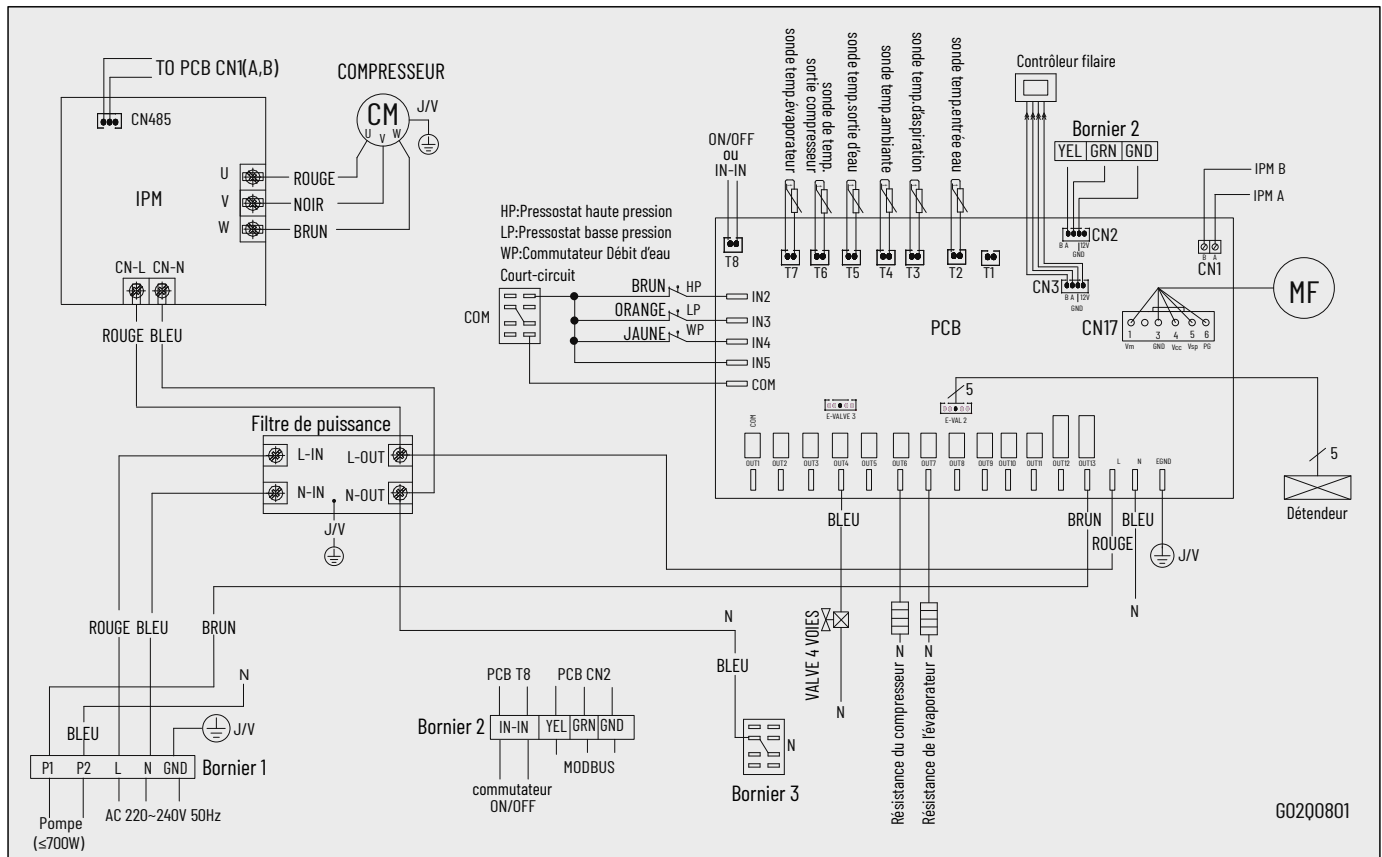 TO PCB CN1(A,B)
CN485
IPM
U
V
W
CN-L CN-N
ROUGE
NOIR
BRUN
COMPRESSEUR
CM
U V W
J/V
ROUGE BLEU
HP:Pressostat haute pression
LP:Pressostat basse pression
WP:Commutateur Débit d'eau
Court-circuit
COM
BRUN HP
ORANGE LP
JAUNE WP
IN2
IN3
IN4
IN5
COM
ON/OFF
ou
IN-IN
T8
sonde temp.évaporateur
sonde de temp.
sortie compresseur
sonde temp.sortie d'eau
sonde temp.ambiante
sonde temp.d'aspiration
sonde temp.entrée eau
T7
T6
T5
T4
T3
T2
T1
Contrôleur filaire
Bornier 2
YEL GRN GND
B A 12V
GND
CN2
CN3
B A 12V
GND
IPM B
IPM A
B A
CN1
MF
PCB
CN17
1 3 4 5 6
Vm GND Vcc Vsp PG
E-VALVE 3
E-VAL 2
5
5
Détendeur
COM
OUT1 OUT2 OUT3 OUT4 OUT5 OUT6 OUT7 OUT8 OUT9 OUT10 OUT11 OUT12 OUT13 L N EGND
BLEU
BRUN
ROUGE
BLEU
J/V
N
Filtre de puissance
L-IN L-OUT
N-IN N-OUT
J/V
ROUGE BLEU BRUN
N
BLEU
J/V
P1 P2 L N GND
Bornier 1
Pompe
(≤700W)
AC 220~240V 50Hz
PCB T8 PCB CN2
Bornier 2
IN-IN YEL GRN GND
MODBUS
commutateur
ON/OFF
N
BLEU
N
Bornier 3
VALVE 4 VOIES
N
Résistance du compresseur N
Résistance de l'évaporateur N
G02Q0801